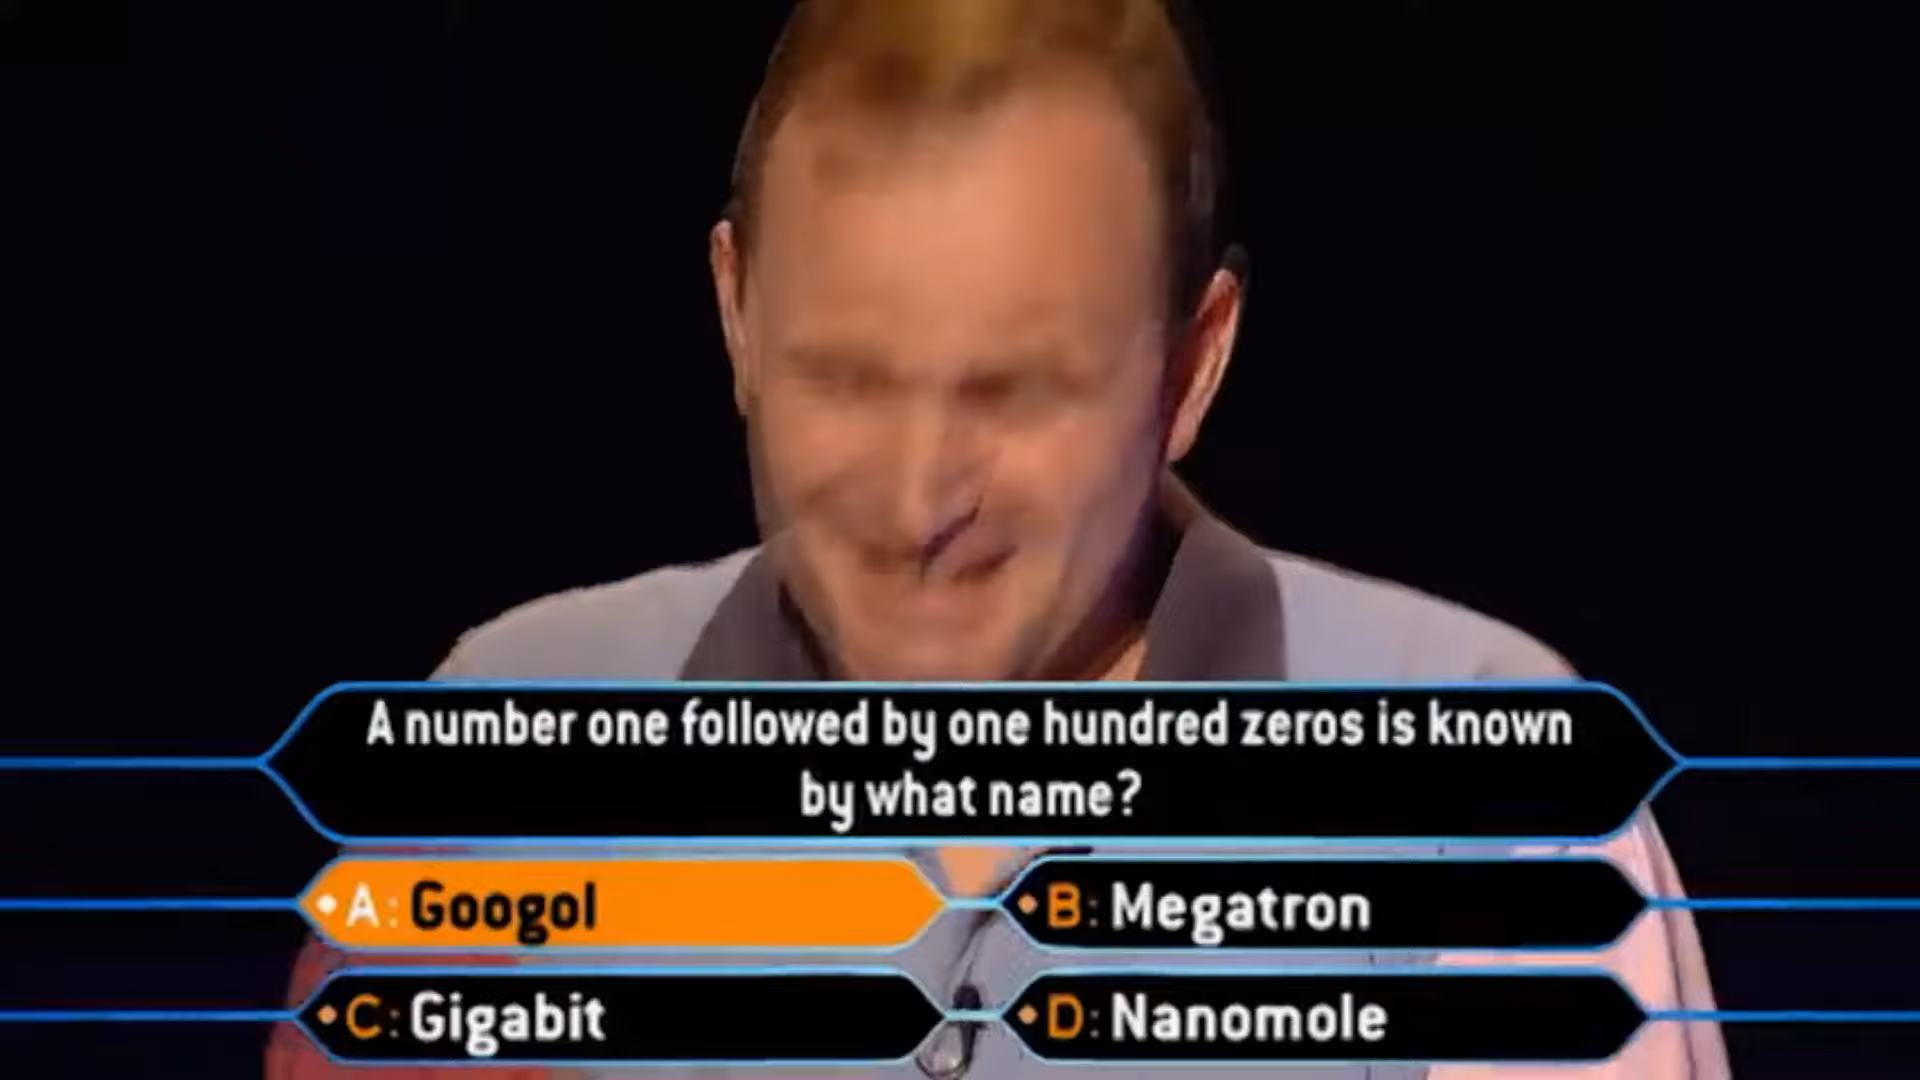 A number one followed by one hundred zeros is known
by what name?
A: Googol
B: Megatron
C: Gigabit
D: Nanomole